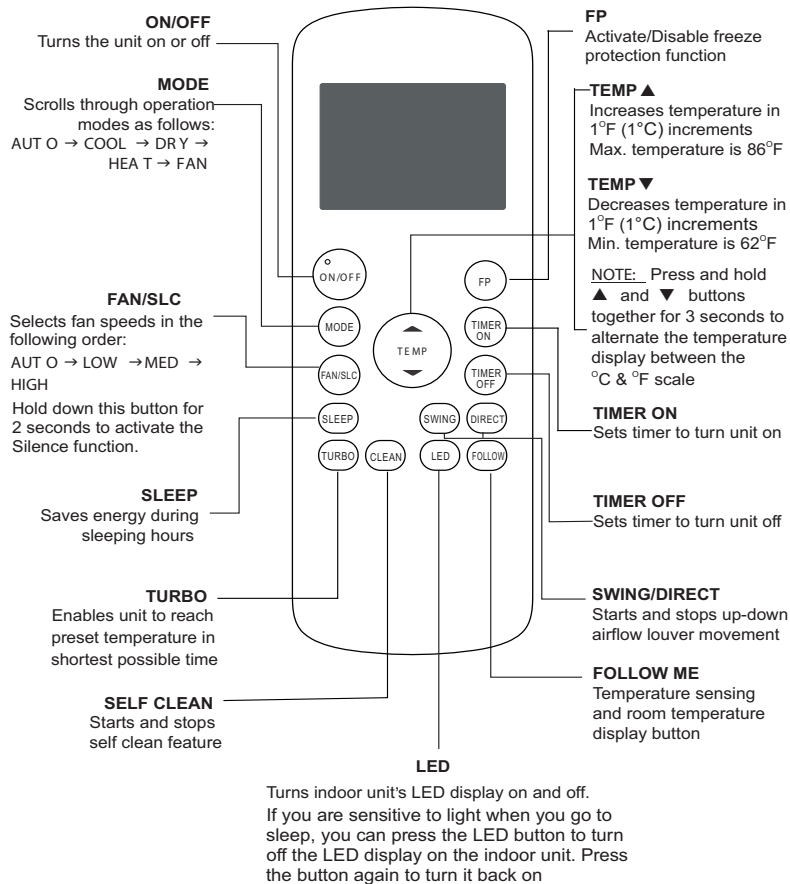 ON/OFF
Turns the unit on or off
MODE
Scrolls through operation
modes as follows:
AUT O → COOL → DR Y →
HEA T → FAN
FAN/SLC
Selects fan speeds in the
following order:
AUT O → LOW → MED →
HIGH
Hold down this button for
2 seconds to activate the
Silence function.
SLEEP
Saves energy during
sleeping hours
TURBO
Enables unit to reach
preset temperature in
shortest possible time
SELF CLEAN
Starts and stops
self clean feature
ON/OFF
FP
MODE
TIMER
ON
TEMP
FAN/SLC
TIMER
OFF
SLEEP
SWING
DIRECT
TURBO
CLEAN
LED
FOLLOW
FP
Activate/Disable freeze
protection function
TEMP ▲
Increases temperature in
1°F (1°C) increments
Max. temperature is 86°F
TEMP ▼
Decreases temperature in
1°F (1°C) increments
Min. temperature is 62°F
NOTE: Press and hold
▲ and ▼ buttons
together for 3 seconds to
alternate the temperature
display between the
°C & °F scale
TIMER ON
Sets timer to turn unit on
TIMER OFF
Sets timer to turn unit off
SWING/DIRECT
Starts and stops up-down
airflow louver movement
FOLLOW ME
Temperature sensing
and room temperature
display button
LED
Turns indoor unit's LED display on and off.
If you are sensitive to light when you go to
sleep, you can press the LED button to turn
off the LED display on the indoor unit. Press
the button again to turn it back on